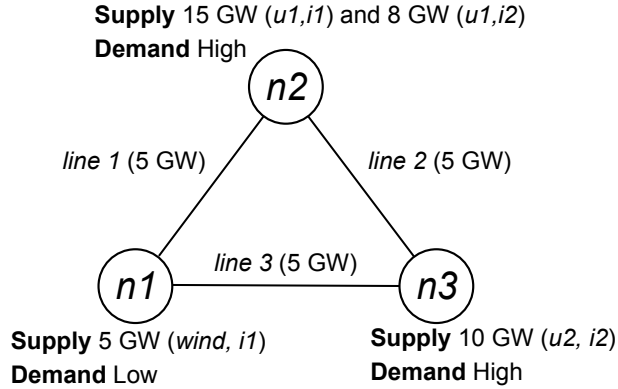 Supply 15 GW (u1,i1) and 8 GW (u1,i2)
Demand High
n2
line 1 (5 GW)
line 2 (5 GW)
line 3 (5 GW)
n1
n3
Supply 5 GW (wind, i1)
Demand Low
Supply 10 GW (u2, i2)
Demand High